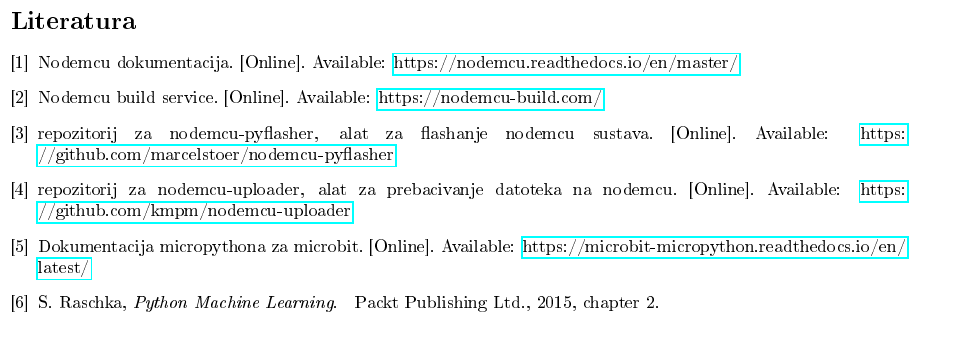 Literatura
[1] Nodemcu dokumentacija. [Online]. Available: https://nodemcu.readthedocs.io/en/master/
[2] Nodemcu build service. [Online]. Available: https://nodemcu-build.com/
[3] repozitorij za nodemcu-pyflasher, alat za flashanje nodemcu sustava. [Online]. Available: https:
//github.com/marcelstoer/nodemcu-pyflasher
[4] repozitorij za nodemcu-uploader, alat za prebacivanje datoteka na nodemcu. [Online]. Available: https:
//github.com/kmpm/nodemcu-uploader
[5] Dokumentacija micropythona za microbit. [Online]. Available: https://microbit-micropython.readthedocs.io/en/
latest/
[6] S. Raschka, Python Machine Learning. Packt Publishing Ltd., 2015, chapter 2.